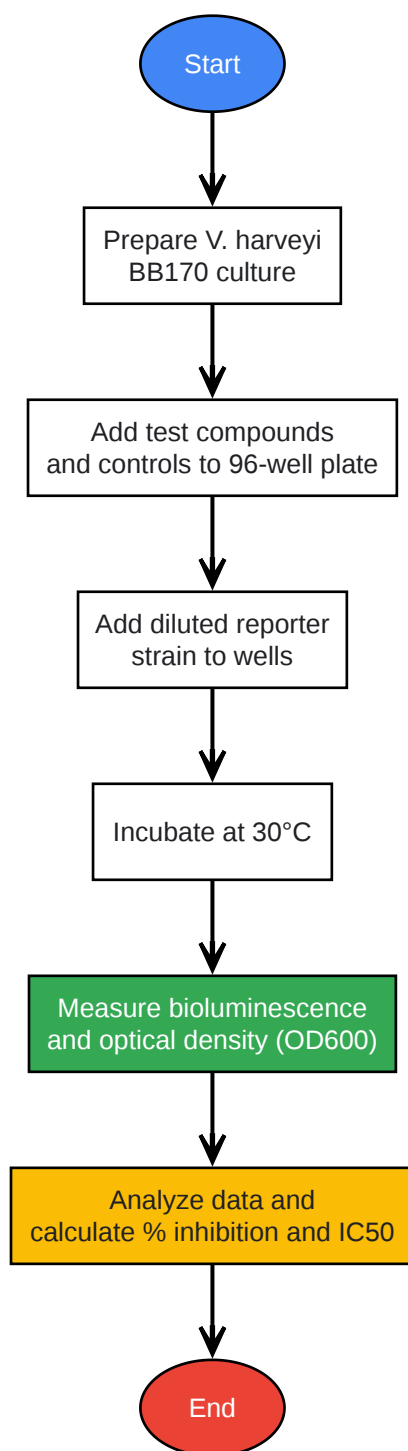 Start
Prepare V. harveyi
BB170 culture
Add test compounds
and controls to 96-well plate
Add diluted reporter
strain to wells
Incubate at 30°C
Measure bioluminescence
and optical density (OD600)
Analyze data and
calculate % inhibition and IC50
End